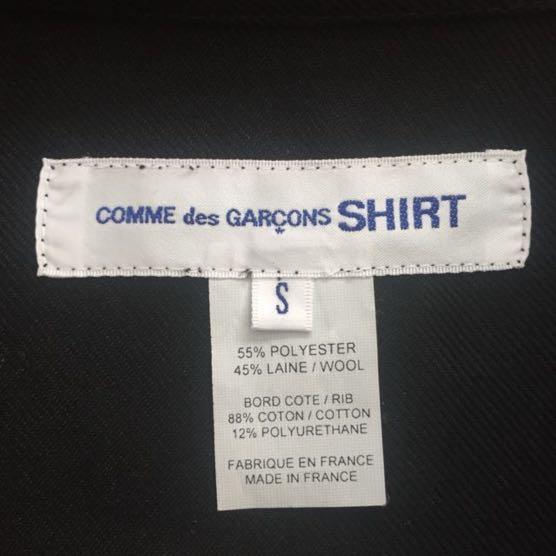 COMME des GARÇONS SHIRT
*
S
55% POLYESTER
45% LAINE / WOOL
BORD COTE / RIB
88% COTON / COTTON
12% POLYURETHANE
FABRIQUE EN FRANCE
MADE IN FRANCE